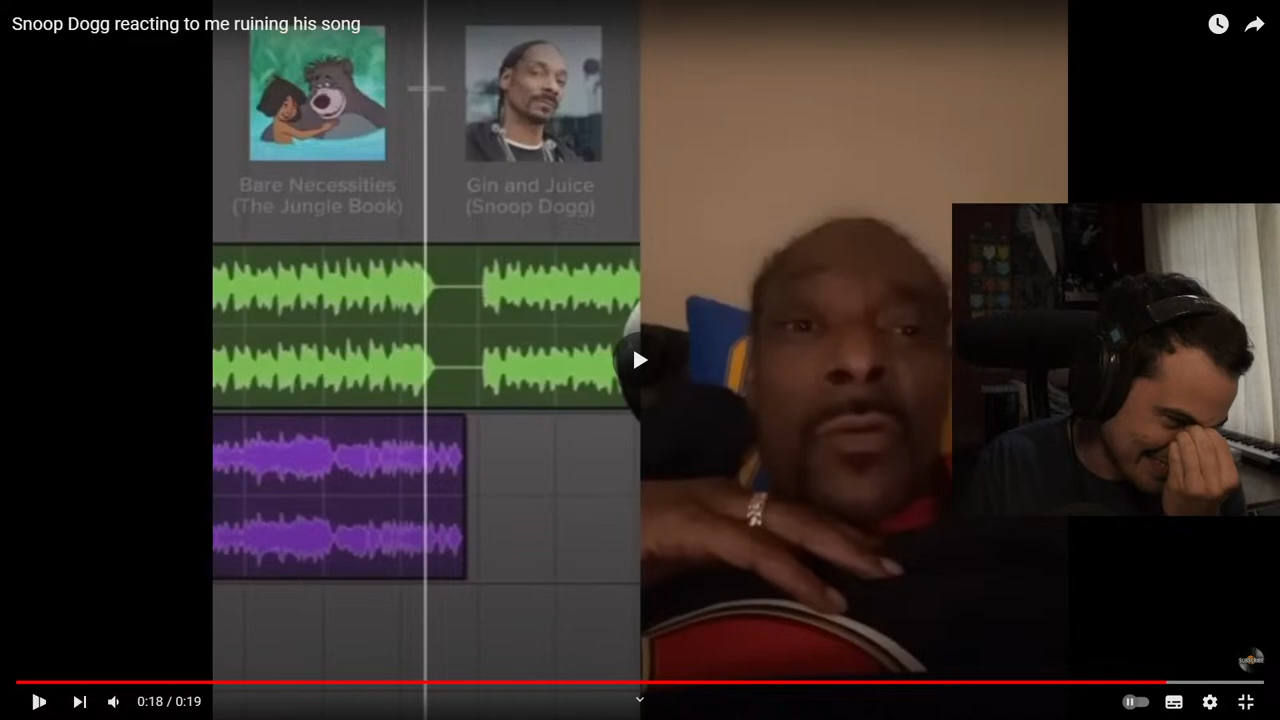 Snoop Dogg reacting to me ruining his song
Bare Necessities
(The Jungle Book)
Gin and Juice
(Snoop Dogg)
SUBSCRIBE
0:18 / 0:19